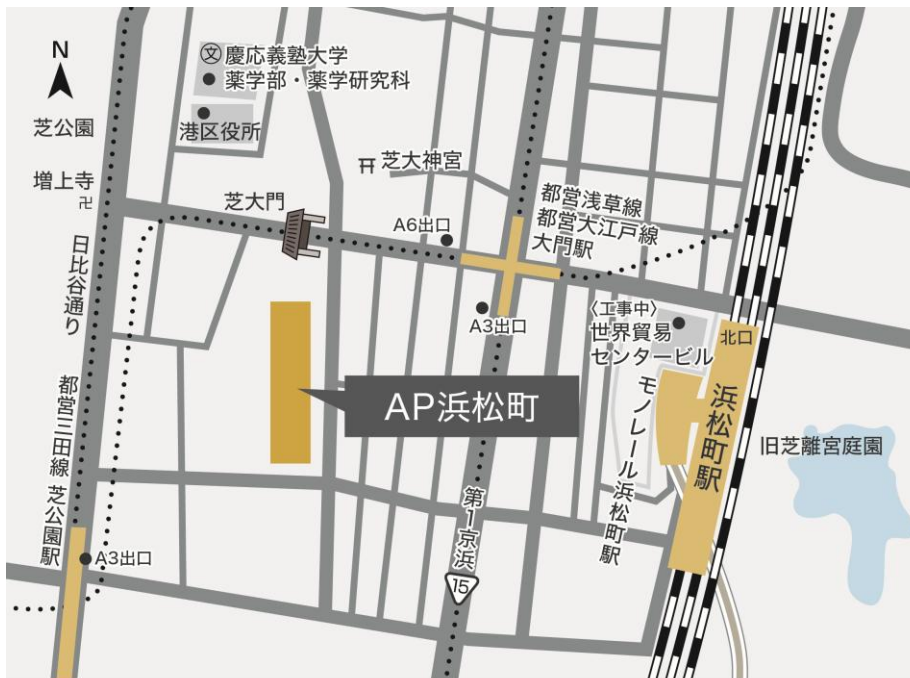 N
芝公園
増上寺
卍
文 慶応義塾大学
薬学部・薬学研究科
港区役所
芝大神宮
芝大門
A6出口
都営浅草線
都営大江戸線
大門駅
日比谷通り
A3出口
〈工事中〉
世界貿易
センタービル
北口
AP浜松町
モノレール浜松町駅
浜松町駅
旧芝離宮庭園
都営三田線 芝公園駅
A3出口
第1京浜
15